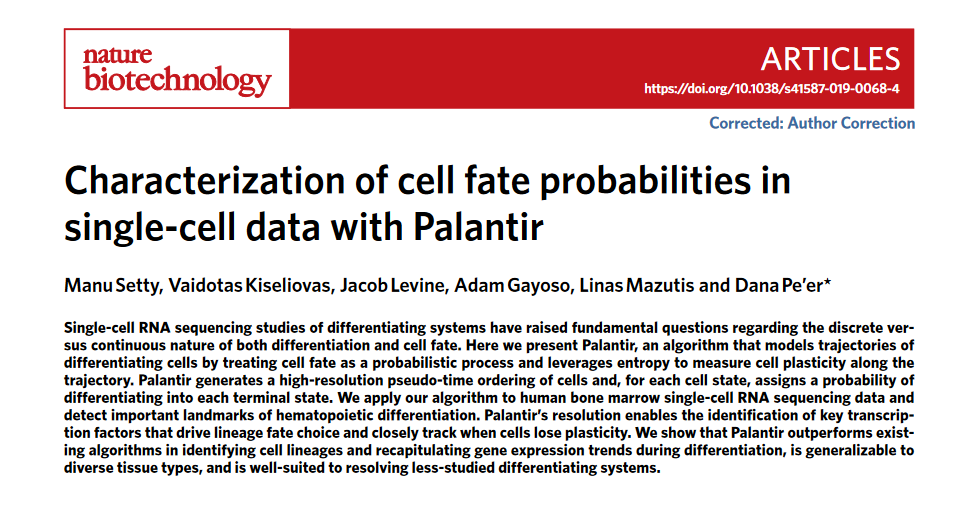 nature
biotechnology
ARTICLES
https://doi.org/10.1038/s41587-019-0068-4
Corrected: Author Correction
Characterization of cell fate probabilities in
single-cell data with Palantir
Manu Setty, Vaidotas Kiseliovas, Jacob Levine, Adam Gayoso, Linas Mazutis and Dana Pe'er*
Single-cell RNA sequencing studies of differentiating systems have raised fundamental questions regarding the discrete ver-
sus continuous nature of both differentiation and cell fate. Here we present Palantir, an algorithm that models trajectories of
differentiating cells by treating cell fate as a probabilistic process and leverages entropy to measure cell plasticity along the
trajectory. Palantir generates a high-resolution pseudo-time ordering of cells and, for each cell state, assigns a probability of
differentiating into each terminal state. We apply our algorithm to human bone marrow single-cell RNA sequencing data and
detect important landmarks of hematopoietic differentiation. Palantir's resolution enables the identification of key transcrip-
tion factors that drive lineage fate choice and closely track when cells lose plasticity. We show that Palantir outperforms exist-
ing algorithms in identifying cell lineages and recapitulating gene expression trends during differentiation, is generalizable to
diverse tissue types, and is well-suited to resolving less-studied differentiating systems.